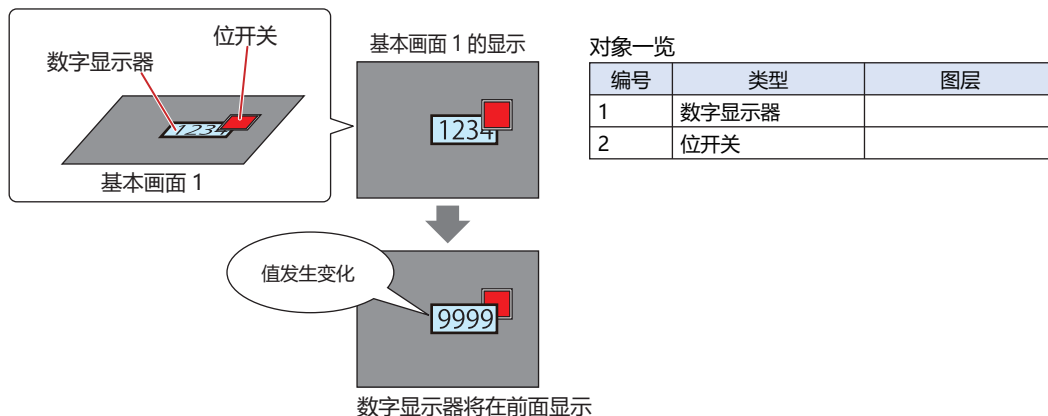 位开关
数字显示器
1234
基本画面 1
基本画面 1 的显示
1234
值发生变化
9999
数字显示器将在前面显示
对象一览
编号 类型 图层
1 数字显示器
2 位开关